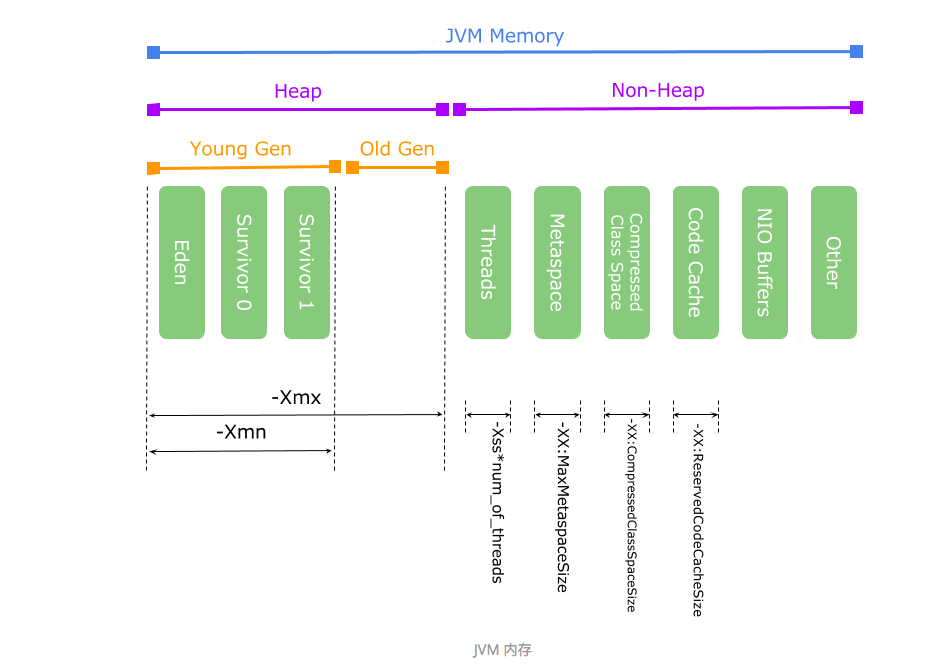 JVM Memory
Heap
Non-Heap
Young Gen
Old Gen
Eden
Survivor 0
Survivor 1
Threads
Metaspace
Compressed
Class Space
Code Cache
NIO Buffers
Other
-Xmx
-Xmn
-Xss*num_of_threads
-XX:MaxMetaspaceSize
-XX:CompressedClassSpaceSize
-XX:ReservedCodeCacheSize
JVM 内存